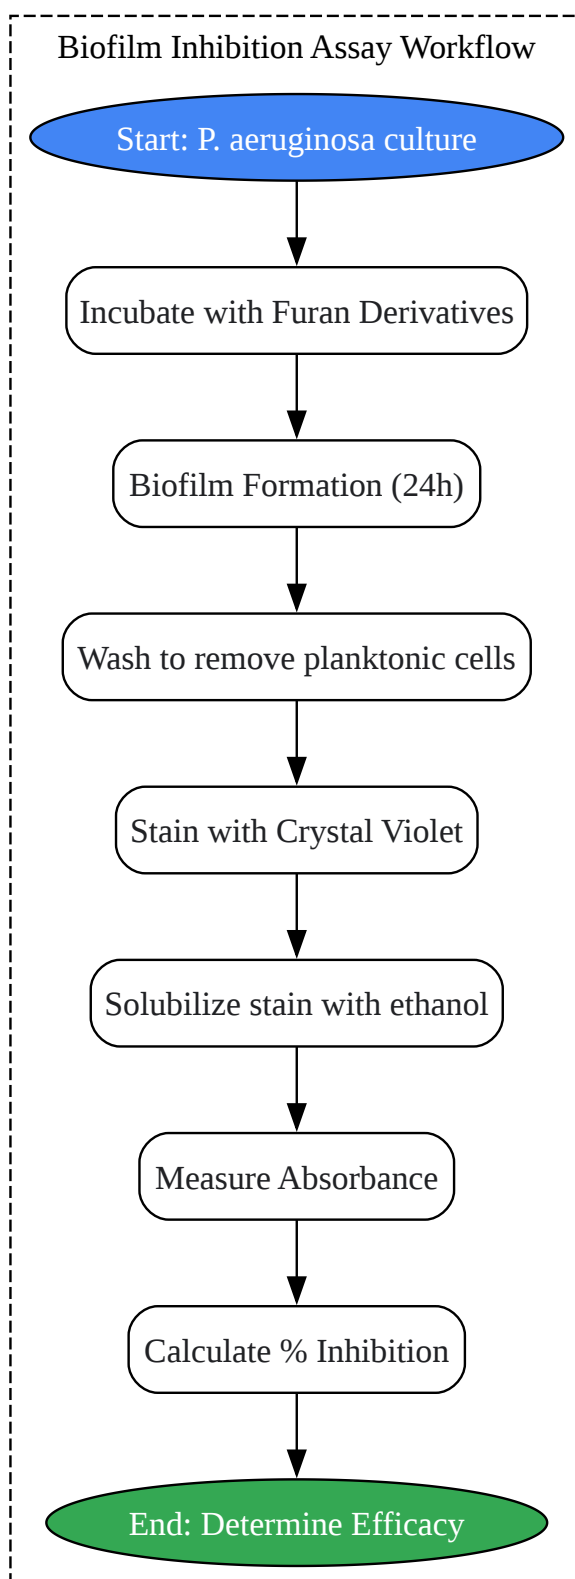 Biofilm Inhibition Assay Workflow
Start: P. aeruginosa culture
Incubate with Furan Derivatives
Biofilm Formation (24h)
Wash to remove planktonic cells
Stain with Crystal Violet
Solubilize stain with ethanol
Measure Absorbance
Calculate % Inhibition
End: Determine Efficacy